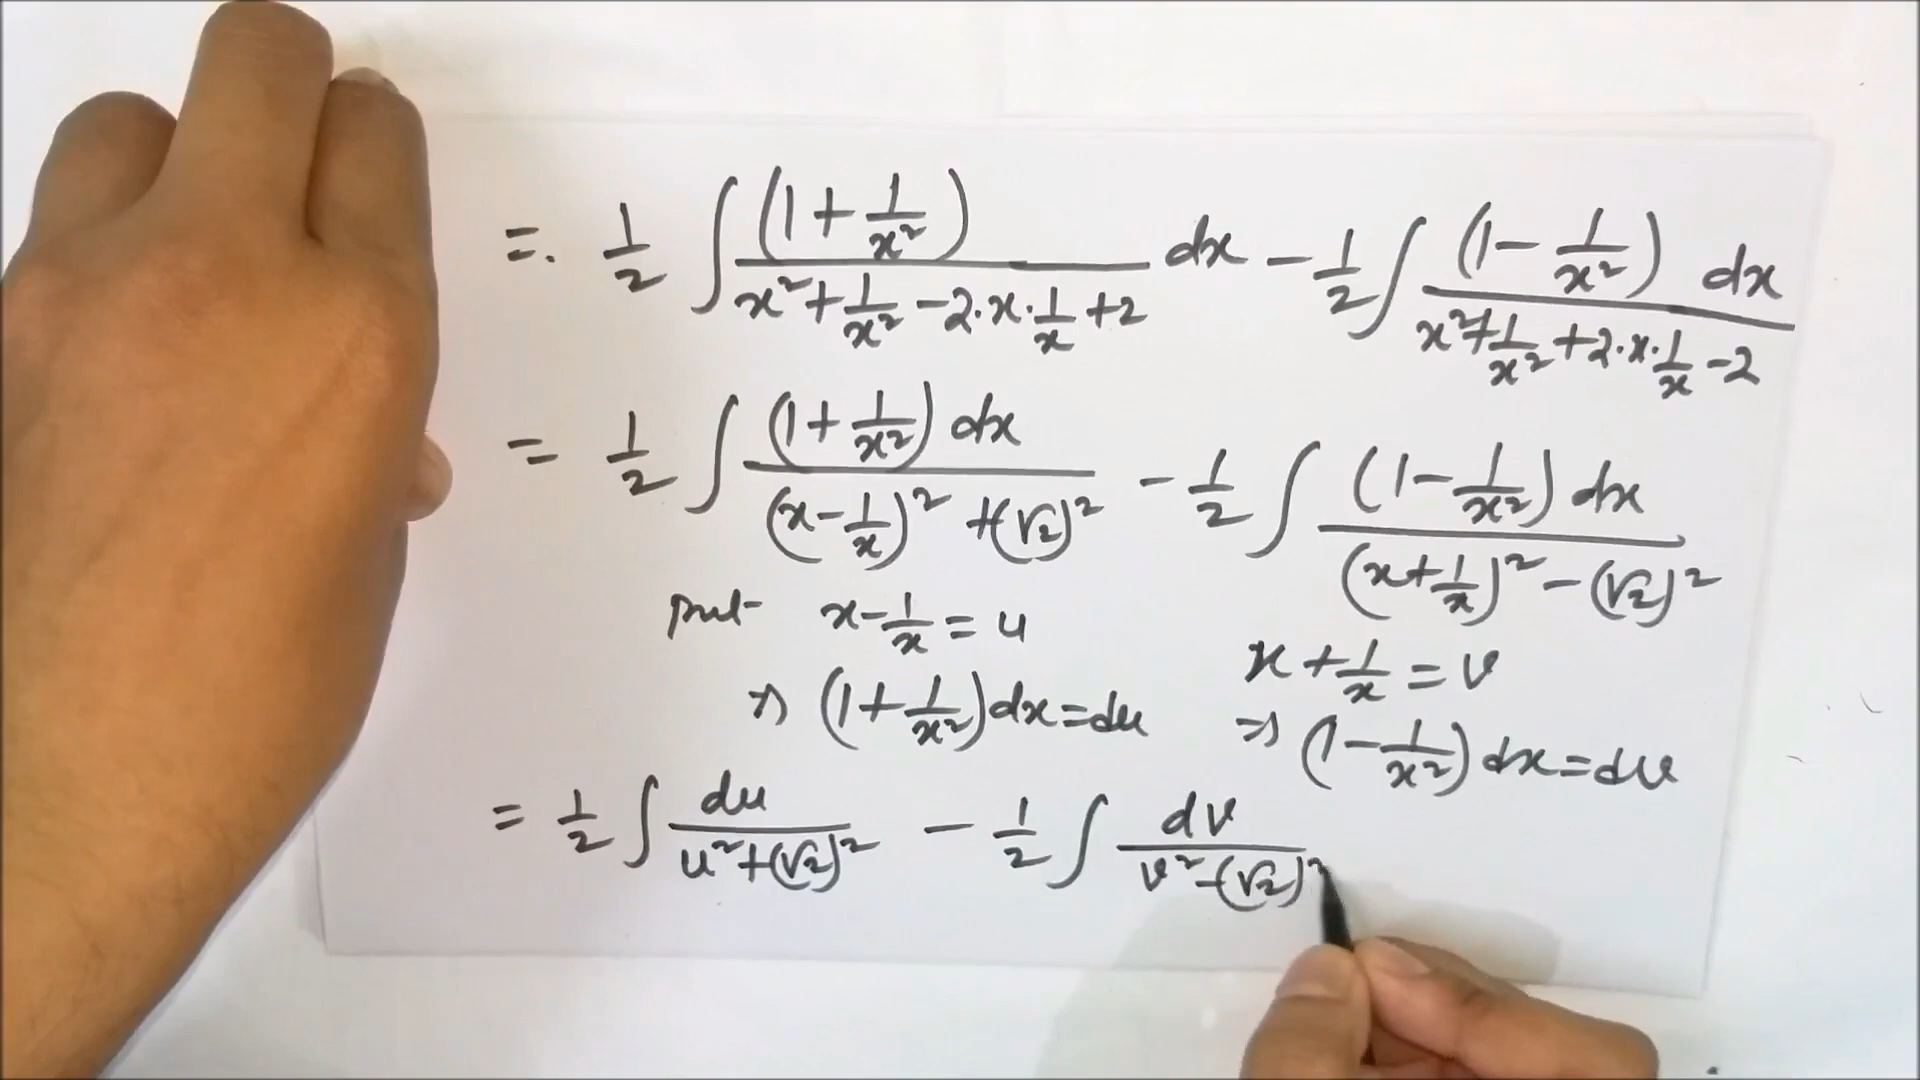 =. 1/2 ∫ (1 + 1/x²) / (x² + 1/x² - 2·x·1/x + 2) dx - 1/2 ∫ (1 - 1/x²) dx / (x² + 1/x² + 2·x·1/x - 2)
= 1/2 ∫ (1 + 1/x²) dx / ((x - 1/x)² + (√2)²) - 1/2 ∫ (1 - 1/x²) dx / ((x + 1/x)² - (√2)²)
put x - 1/x = u
x + 1/x = v
⇒ (1 + 1/x²) dx = du
⇒ (1 - 1/x²) dx = dv
= 1/2 ∫ du / (u² + (√2)²) - 1/2 ∫ dv / (v² - (√2)²)